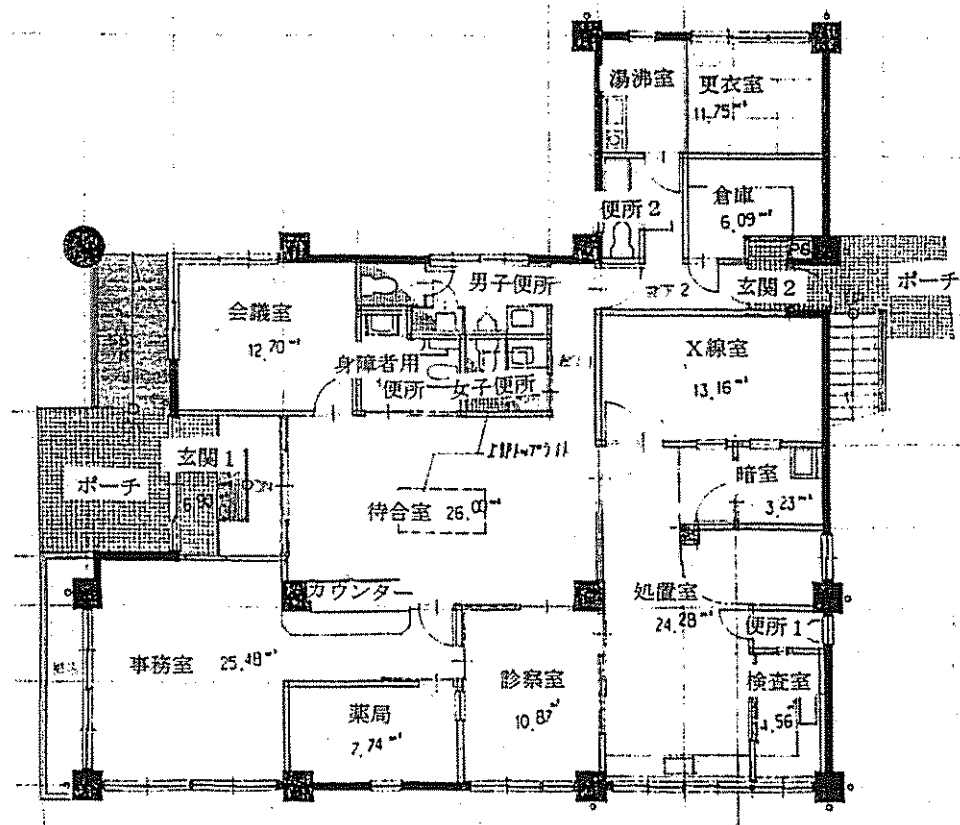 湯沸室
更衣室
11.75㎡
便所2
倉庫
6.09㎡
男子便所
玄関2
ポーチ
会議室
12.70㎡
身障者用
便所
女子便所
X線室
13.16㎡
玄関1
ポーチ
待合室
暗室
3.23㎡
カウンター
処置室
24.28㎡
便所1
事務室 25.48㎡
診察室
10.87㎡
薬局
7.74㎡
検査室
4.56㎡